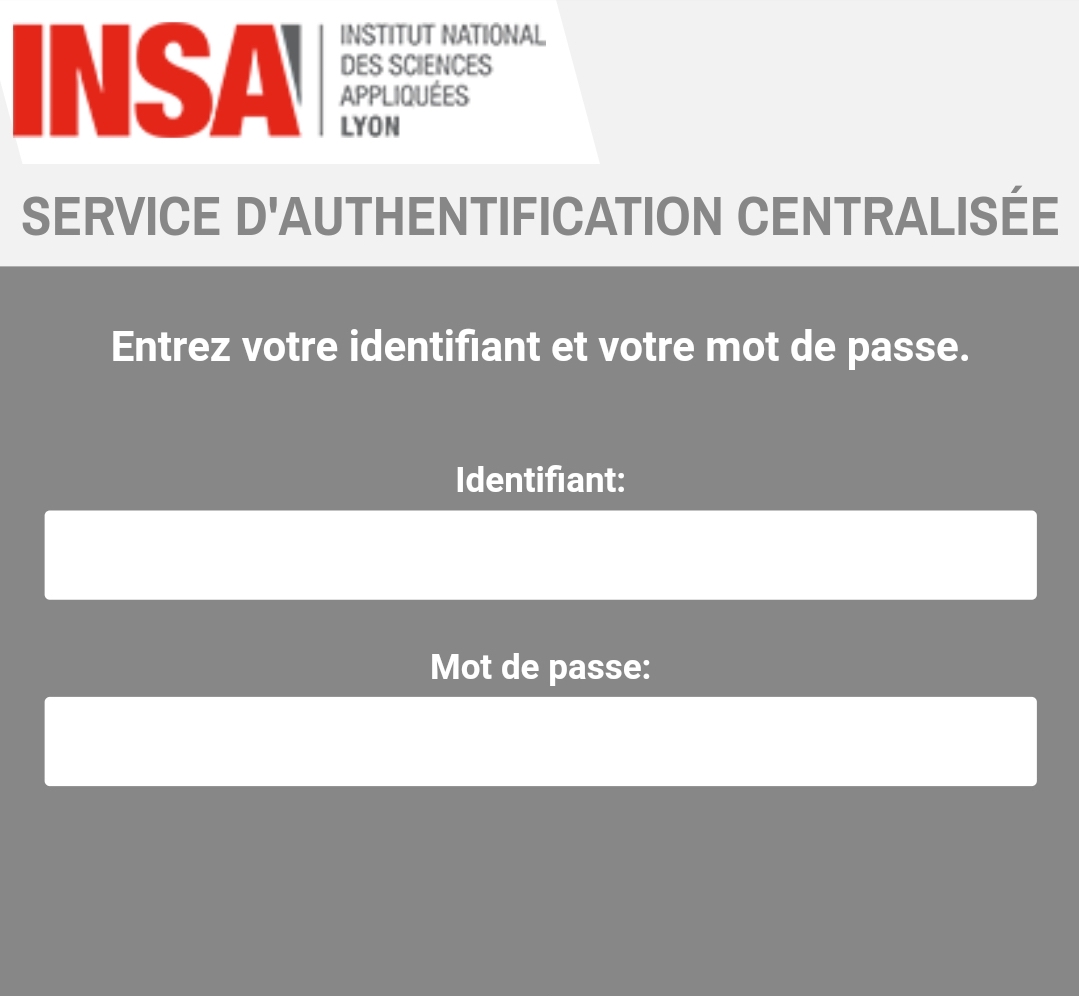 INSA
INSTITUT NATIONAL
DES SCIENCES
APPLIQUÉES
LYON
SERVICE D'AUTHENTIFICATION CENTRALISÉE
Entrez votre identifiant et votre mot de passe.
Identifiant:
Mot de passe: